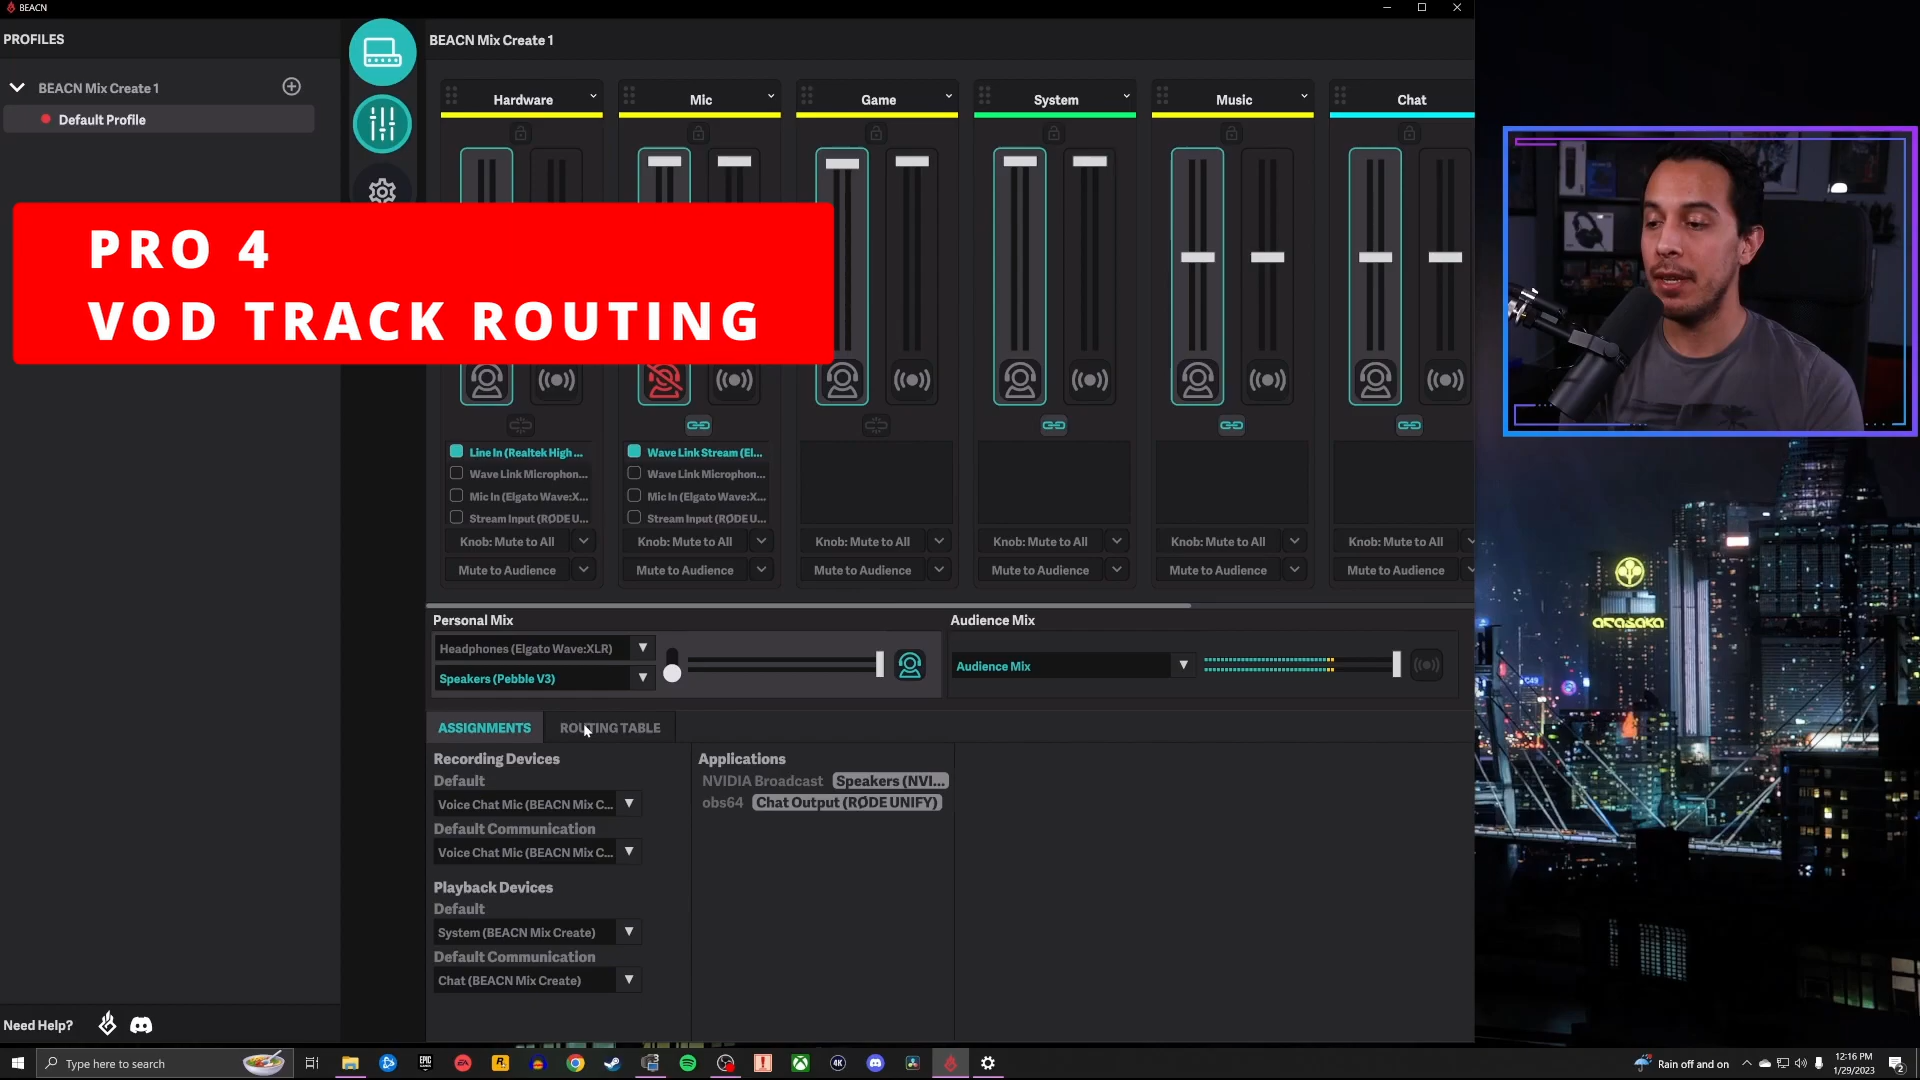 BEACN
PROFILES
BEACN Mix Create 1
Default Profile
BEACN Mix Create 1
Hardware
Mic
Game
System
Music
Chat
PRO 4
VOD TRACK ROUTING
Line In (Realtek High ...
Wave Link Microphon...
Mic In (Elgato Wave:X...
Stream Input (RØDE U...
Wave Link Stream (El...
Wave Link Microphon...
Mic In (Elgato Wave:X...
Stream Input (RØDE U...
Knob: Mute to All
Knob: Mute to All
Knob: Mute to All
Knob: Mute to All
Knob: Mute to All
Knob: Mute to All
Mute to Audience
Mute to Audience
Mute to Audience
Mute to Audience
Mute to Audience
Mute to Audience
Personal Mix
Headphones (Elgato Wave:XLR)
Speakers (Pebble V3)
Audience Mix
Audience Mix
ASSIGNMENTS
ROUTING TABLE
Recording Devices
Default
Voice Chat Mic (BEACN Mix C...
Default Communication
Voice Chat Mic (BEACN Mix C...
Playback Devices
Default
System (BEACN Mix Create)
Default Communication
Chat (BEACN Mix Create)
Applications
NVIDIA Broadcast Speakers (NVI...
obs64 Chat Output (RØDE UNIFY)
arasaka
Need Help?
Type here to search
EPIC
EA
R
4K
Rain off and on
12:16 PM
1/29/2023
2